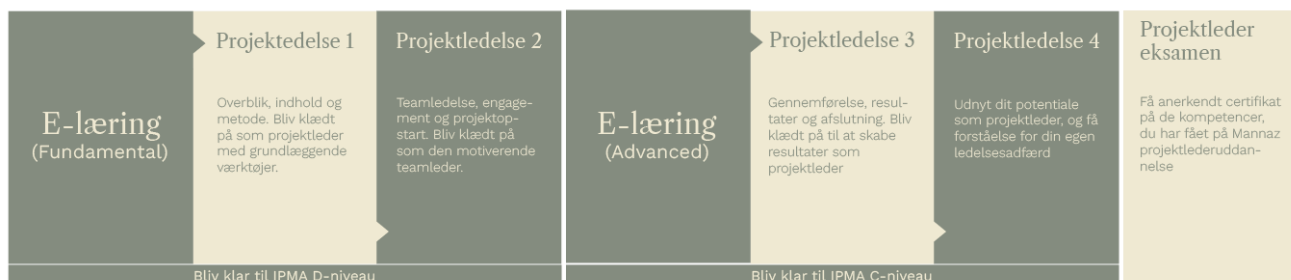 E-læring
(Fundamental)
Projektedelse 1
Overblik, indhold og
metode. Bliv klædt
på som projektleder
med grundlæggende
værktøjer.
Projektledelse 2
Teamledelse, engage-
ment og projektop-
start. Bliv klædt på
som den motiverende
teamleder.
Bliv klar til IPMA D-niveau
E-læring
(Advanced)
Projektledelse 3
Gennemførelse, resul-
tater og afslutning. Bliv
klædt på til at skabe
resultater som
projektleder
Projektledelse 4
Udnyt dit potentiale
som projektleder, og få
forståelse for din egen
ledelsesadfærd
Bliv klar til IPMA C-niveau
Projektleder
eksamen
Få anerkendt certifikat
på de kompetencer,
du har fået på Mannaz
projektlederuddan-
nelse